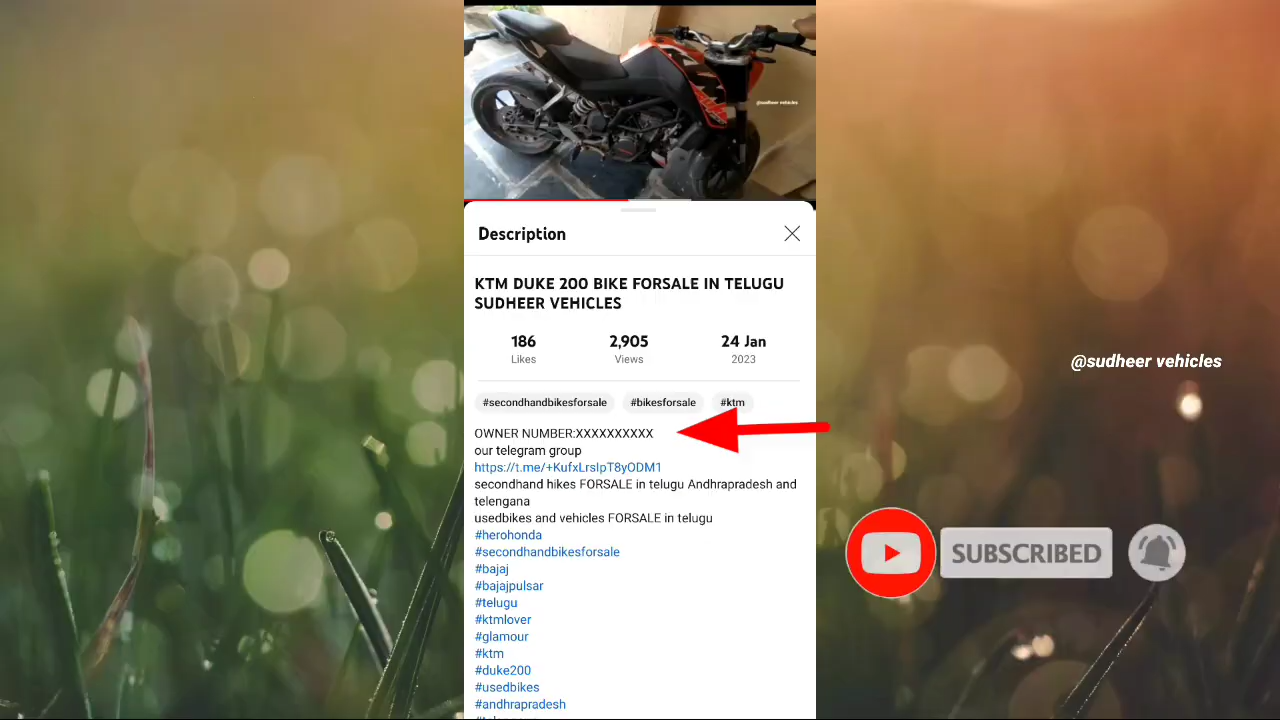 @sudheer vehicles
Description
KTM DUKE 200 BIKE FORSALE IN TELUGU
SUDHEER VEHICLES
186 2,905 24 Jan
Likes Views 2023
#secondhandbikesforsale #bikesforsale #ktm
OWNER NUMBER:XXXXXXXXXX
our telegram group
https://t.me/+KufxLrsIpT8yODM1
secondhand hikes FORSALE in telugu Andhrapradesh and
telengana
usedbikes and vehicles FORSALE in telugu
#herohonda
#secondhandbikesforsale
#bajaj
#bajajpulsar
#telugu
#ktmlover
#glamour
#ktm
#duke200
#usedbikes
#andhrapradesh
@sudheer vehicles
SUBSCRIBED